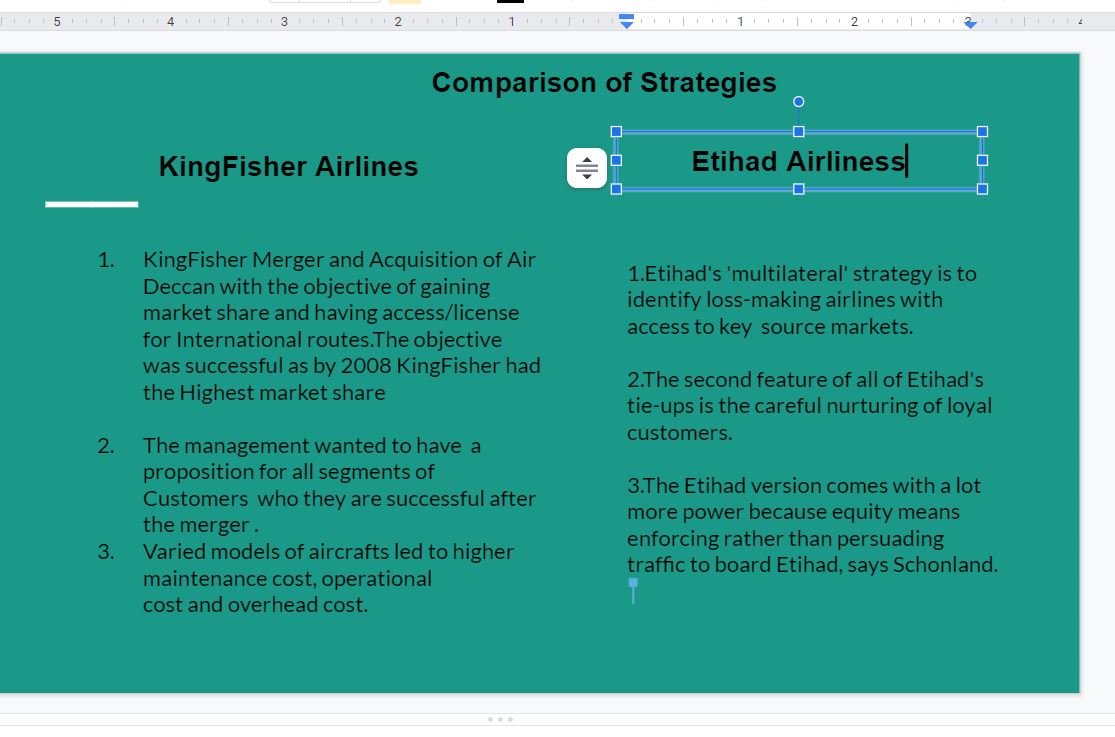 5 4 3 2 1 1 2 3 4
Comparison of Strategies
KingFisher Airlines
Etihad Airliness
1. KingFisher Merger and Acquisition of Air
Deccan with the objective of gaining
market share and having access/license
for International routes.The objective
was successful as by 2008 KingFisher had
the Highest market share
2. The management wanted to have  a
proposition for all segments of
Customers  who they are successful after
the merger .
3. Varied models of aircrafts led to higher
maintenance cost, operational
cost and overhead cost.
1.Etihad's 'multilateral' strategy is to
identify loss-making airlines with
access to key  source markets.
2.The second feature of all of Etihad's
tie-ups is the careful nurturing of loyal
customers.
3.The Etihad version comes with a lot
more power because equity means
enforcing rather than persuading
traffic to board Etihad, says Schonland.